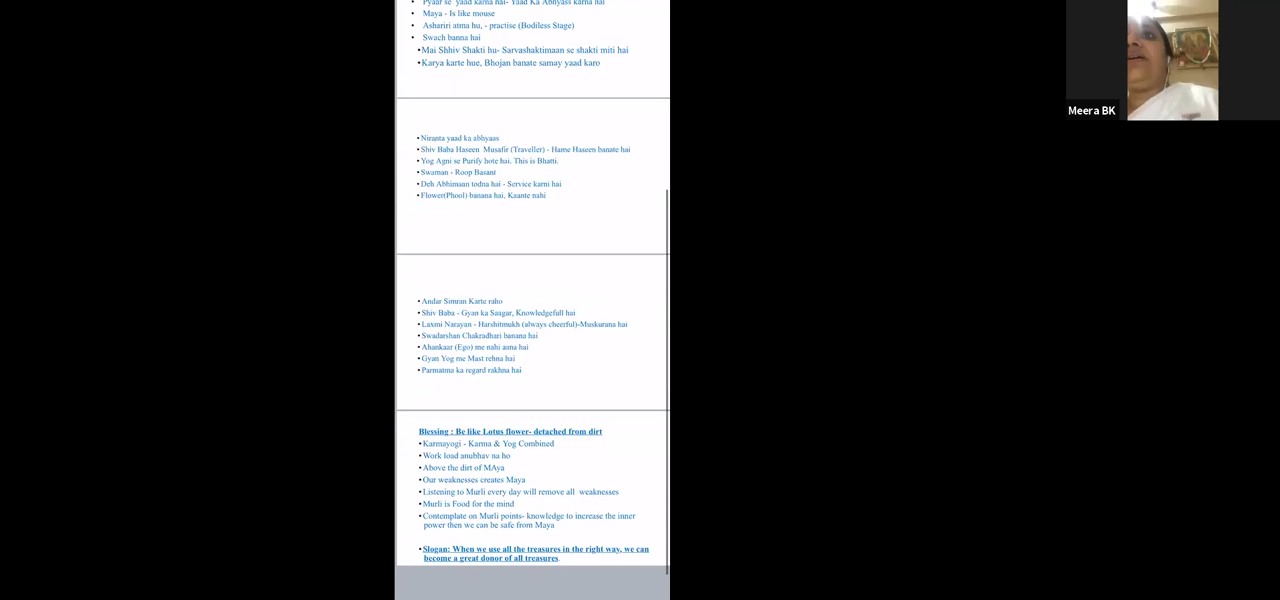 Pyaar se yaad karna hai- Yaad Ka Abhyass karna hai
• Maya - Is like mouse
• Ashariri atma hu, - practise (Bodiless Stage)
• Swach banna hai
•Mai Shhiv Shakti hu- Sarvashaktimaan se shakti miti hai
•Karya karte hue, Bhojan banate samay yaad karo
•Niranta yaad ka abhyaas
•Shiv Baba Haseen Musafir (Traveller) - Hame Haseen banate hai
•Yog Agni se Purify hote hai. This is Bhatti.
•Swaman - Roop Basant
•Deh Abhimaan todna hai - Service karni hai
•Flower(Phool) banana hai, Kaante nahi
•Andar Simran Karte raho
•Shiv Baba - Gyan ka Saagar, Knowledgefull hai
•Laxmi Narayan - Harshitmukh (always cheerful)-Muskurana hai
•Swadarshan Chakradhari banana hai
•Ahankaar (Ego) me nahi aana hai
•Gyan Yog me Mast rehna hai
•Parmatma ka regard rakhna hai
Blessing : Be like Lotus flower- detached from dirt
•Karmayogi - Karma & Yog Combined
•Work load anubhav na ho
•Above the dirt of MAya
•Our weaknesses creates Maya
•Listening to Murli every day will remove all weaknesses
•Murli is Food for the mind
•Contemplate on Murli points- knowledge to increase the inner
power then we can be safe from Maya
•Slogan: When we use all the treasures in the right way, we can
become a great donor of all treasures.
Meera BK